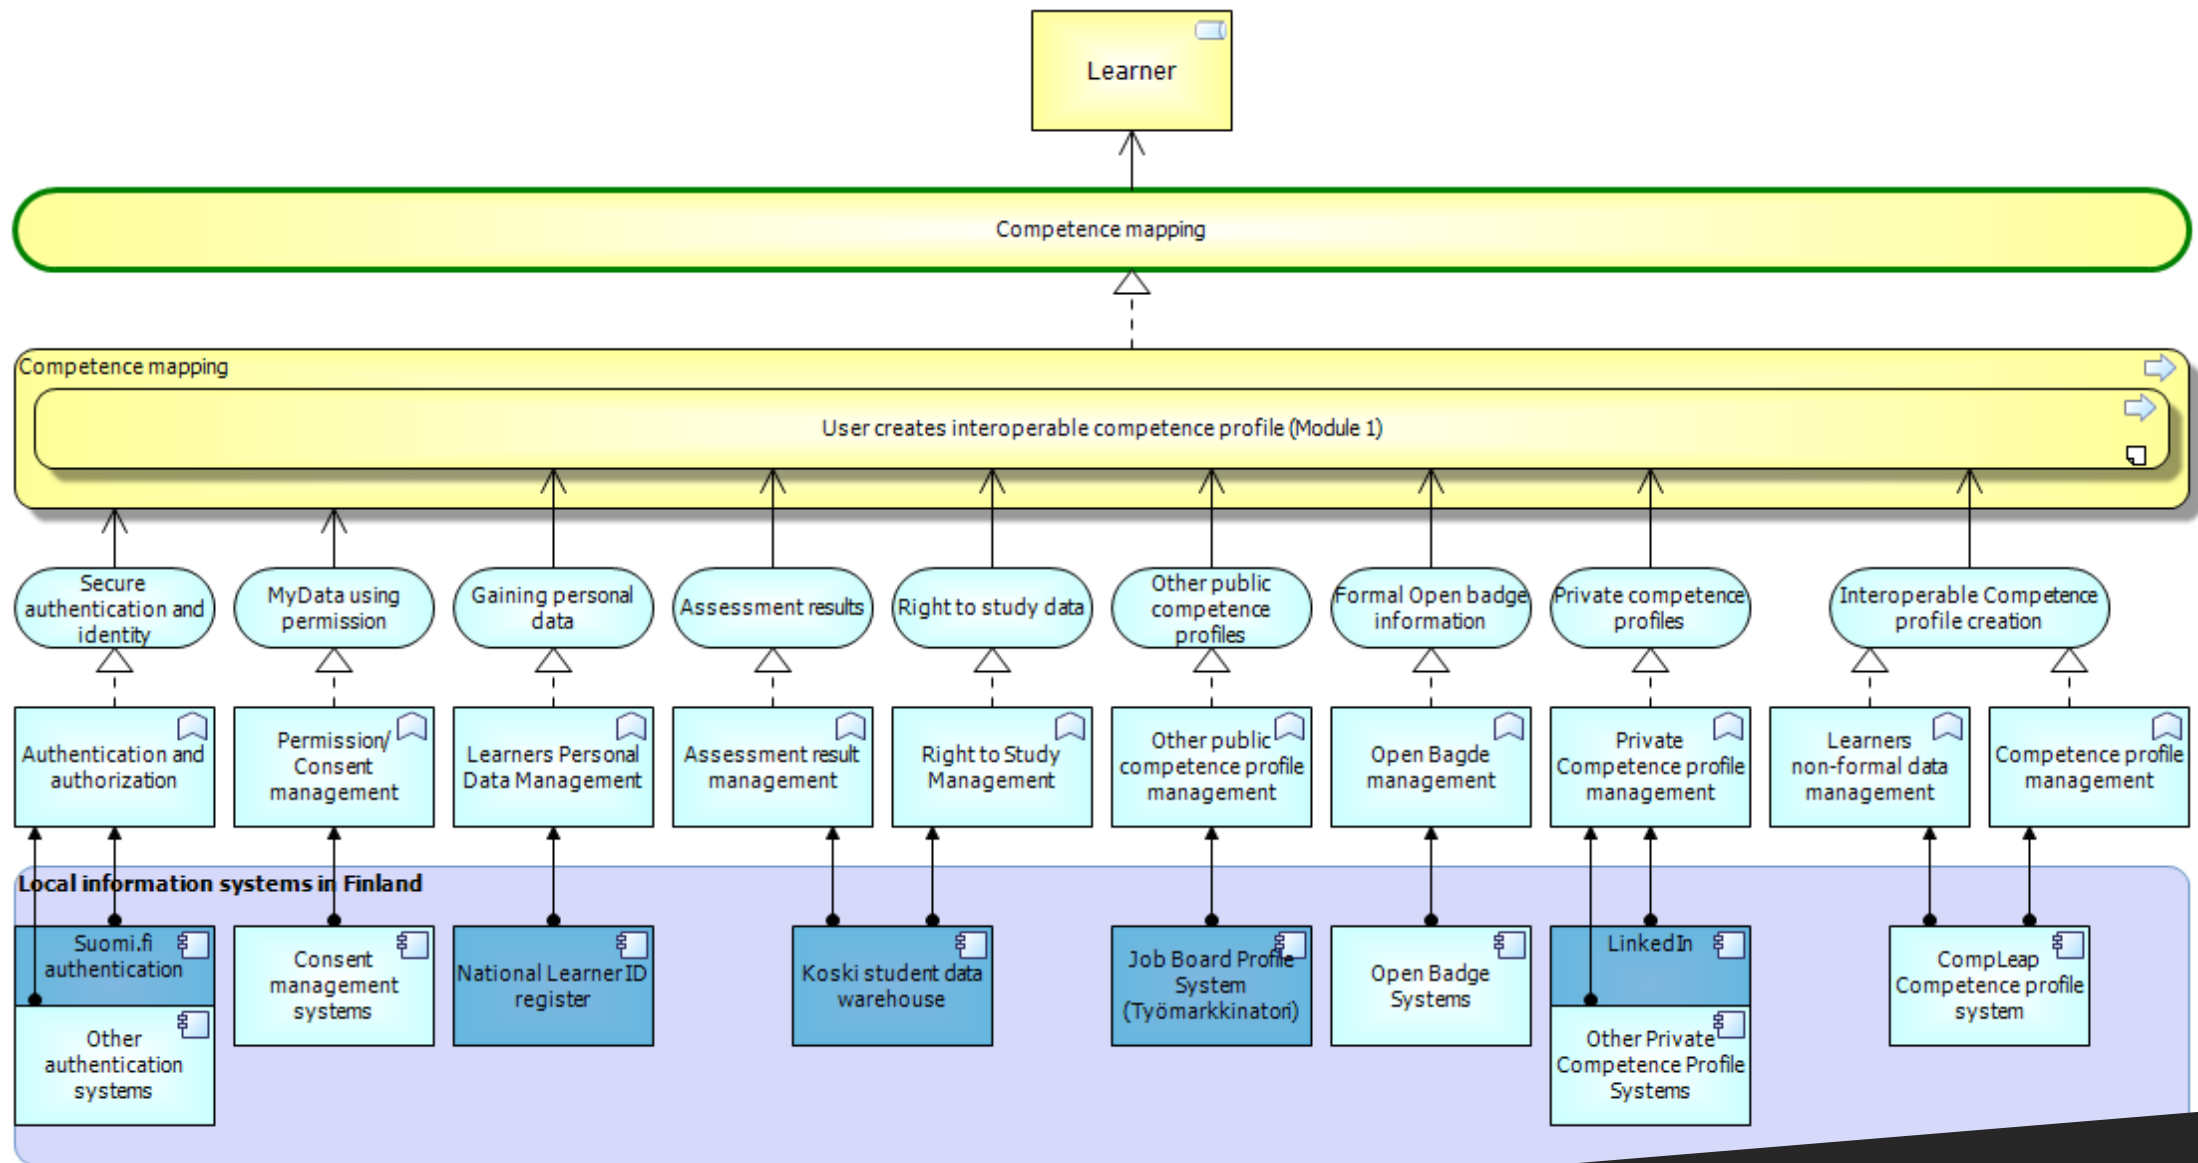 Learner
Competence mapping
Competence mapping
User creates interoperable competence profile (Module 1)
Secure
authentication and
identity
MyData using
permission
Gaining personal
data
Assessment results
Right to study data
Other public
competence
profiles
Formal Open badge
information
Private competence
profiles
Interoperable Competence
profile creation
Authentication and
authorization
Permission/
Consent
management
Learners Personal
Data Management
Assessment result
management
Right to Study
Management
Other public
competence profile
management
Open Bagde
management
Private
Competence profile
management
Learners
non-formal data
management
Competence profile
management
Local information systems in Finland
Suomi.fi
authentication
Other
authentication
systems
Consent
management
systems
National Learner ID
register
Koski student data
warehouse
Job Board Profile
System
(Työmarkkinatori)
Open Badge
Systems
LinkedIn
Other Private
Competence Profile
Systems
CompLeap
Competence profile
system